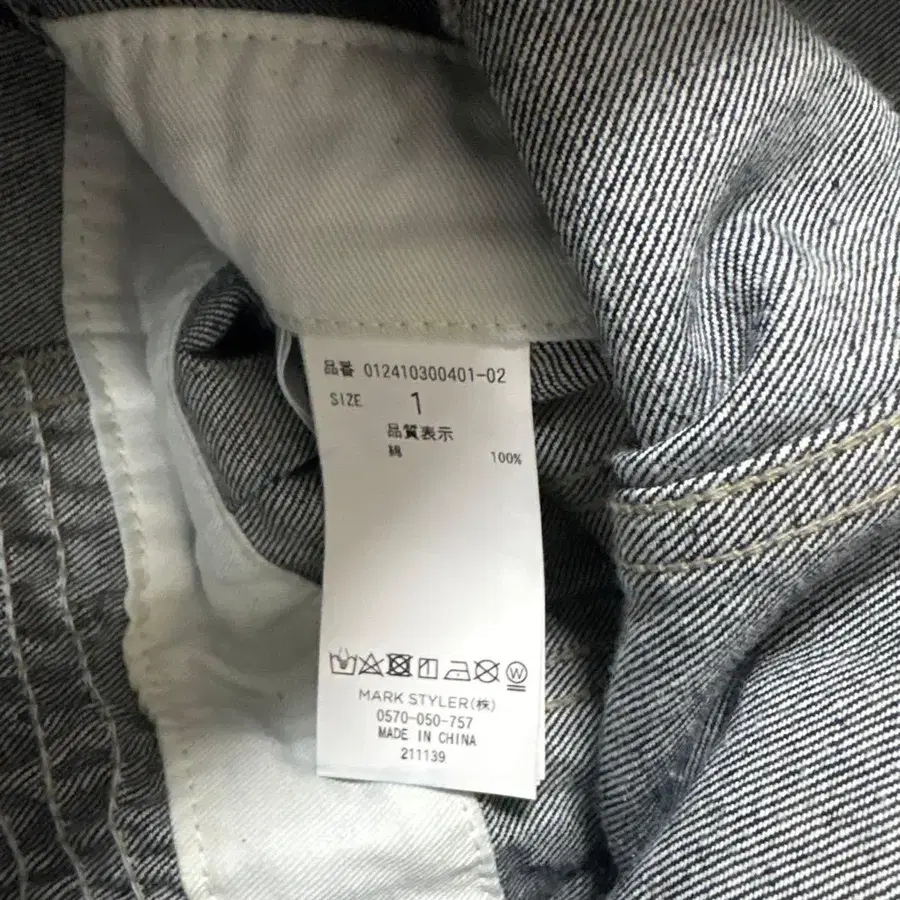 品番 012410300401-02
SIZE 1
品質表示
綿 100%
W
MARK STYLER(株)
0570-050-757
MADE IN CHINA
211139